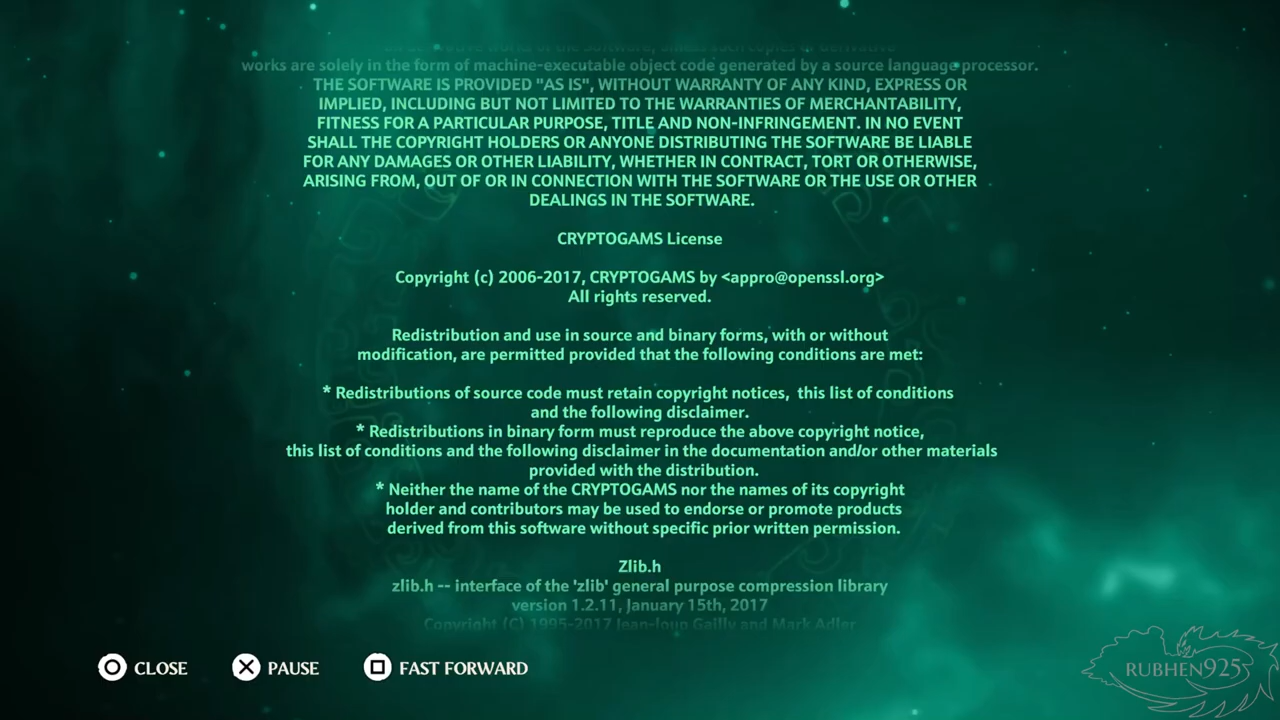 works are solely in the form of machine-executable object code generated by a source language processor.
THE SOFTWARE IS PROVIDED "AS IS", WITHOUT WARRANTY OF ANY KIND, EXPRESS OR
IMPLIED, INCLUDING BUT NOT LIMITED TO THE WARRANTIES OF MERCHANTABILITY,
FITNESS FOR A PARTICULAR PURPOSE, TITLE AND NON-INFRINGEMENT. IN NO EVENT
SHALL THE COPYRIGHT HOLDERS OR ANYONE DISTRIBUTING THE SOFTWARE BE LIABLE
FOR ANY DAMAGES OR OTHER LIABILITY, WHETHER IN CONTRACT, TORT OR OTHERWISE,
ARISING FROM, OUT OF OR IN CONNECTION WITH THE SOFTWARE OR THE USE OR OTHER
DEALINGS IN THE SOFTWARE.
CRYPTOGAMS License
Copyright (c) 2006-2017, CRYPTOGAMS by <appro@openssl.org>
All rights reserved.
Redistribution and use in source and binary forms, with or without
modification, are permitted provided that the following conditions are met:
* Redistributions of source code must retain copyright notices,  this list of conditions
and the following disclaimer.
* Redistributions in binary form must reproduce the above copyright notice,
this list of conditions and the following disclaimer in the documentation and/or other materials
provided with the distribution.
* Neither the name of the CRYPTOGAMS nor the names of its copyright
holder and contributors may be used to endorse or promote products
derived from this software without specific prior written permission.
Zlib.h
zlib.h -- interface of the 'zlib' general purpose compression library
version 1.2.11, January 15th, 2017
Copyright (C) 1995-2017 Jean-loup Gailly and Mark Adler
CLOSE
PAUSE
FAST FORWARD
RUBHEN925